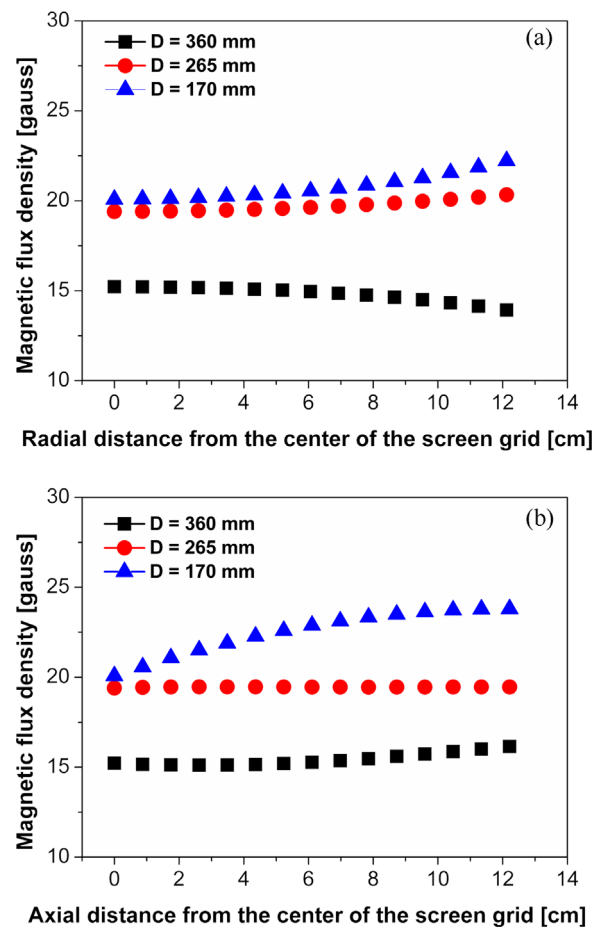 (a)
D = 360 mm
D = 265 mm
D = 170 mm
Magnetic flux density [gauss]
30
25
20
15
10
0 2 4 6 8 10 12 14
Radial distance from the center of the screen grid [cm]
(b)
D = 360 mm
D = 265 mm
D = 170 mm
Magnetic flux density [gauss]
30
25
20
15
10
0 2 4 6 8 10 12 14
Axial distance from the center of the screen grid [cm]